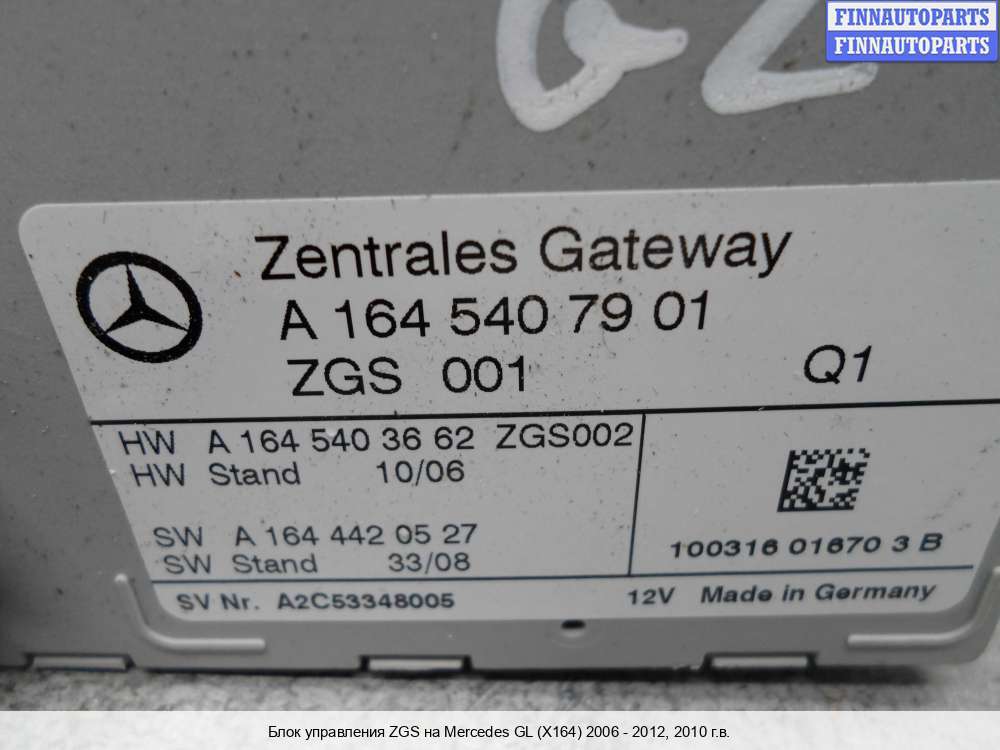 FINNAUTOPARTS
FINNAUTOPARTS
GL
Zentrales Gateway
A 164 540 79 01
ZGS 001 Q1
HW A 164 540 36 62 ZGS002
HW Stand 10/06
SW A 164 442 05 27
SW Stand 33/08
100316 01670 3 B
SV Nr. A2C53348005 12V Made in Germany
Блок управления ZGS на Mercedes GL (X164) 2006 - 2012, 2010 г.в.